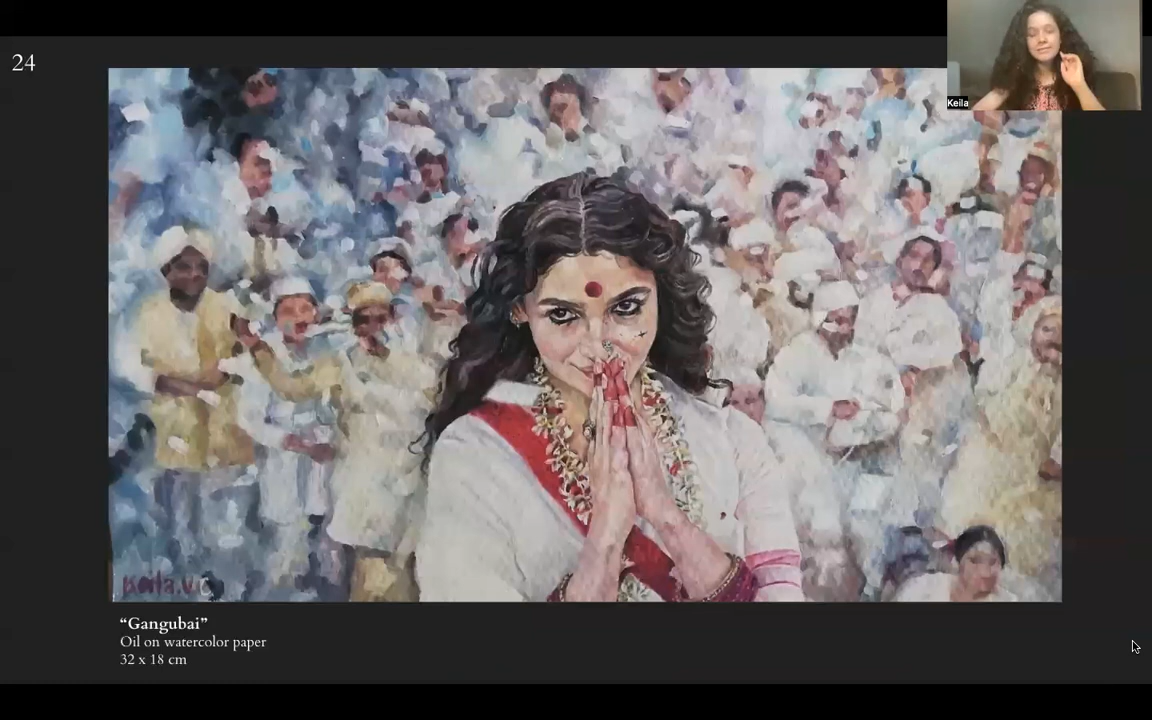 24
Keila
Keila.V
“Gangubai”
Oil on watercolor paper
32 x 18 cm